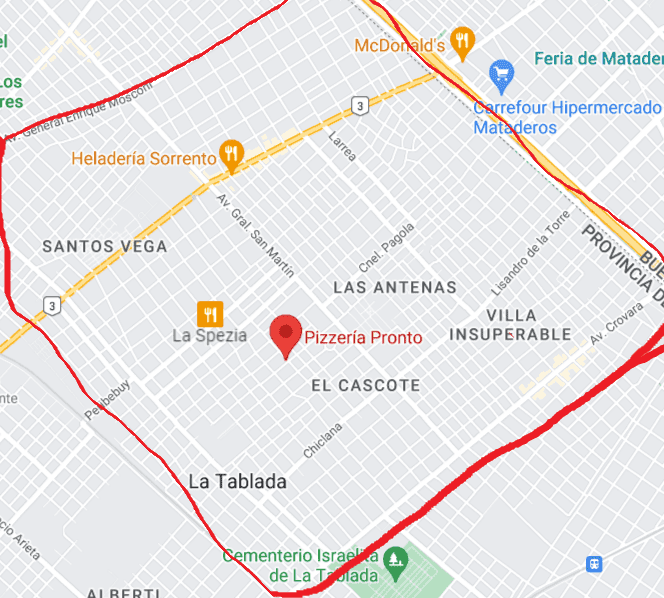 el
McDonald's
Feria de Matader
Los
res
Carrefour Hipermercado
Mataderos
Av. General Enrique Mosconi
3
Heladería Sorrento
Larrea
Av. Gral. San Martín
SANTOS VEGA
Cnel. Pagola
Lisandro de la Torre
BUE
PROVINCIA D
LAS ANTENAS
3
La Spezia
Pizzería Pronto
VILLA
INSUPERABLE
Av. Crovara
EL CASCOTE
nte
Pehbebuy
Chiclana
La Tablada
cio Arieta
Cementerio Israelita
de La Tablada
ALBERTI